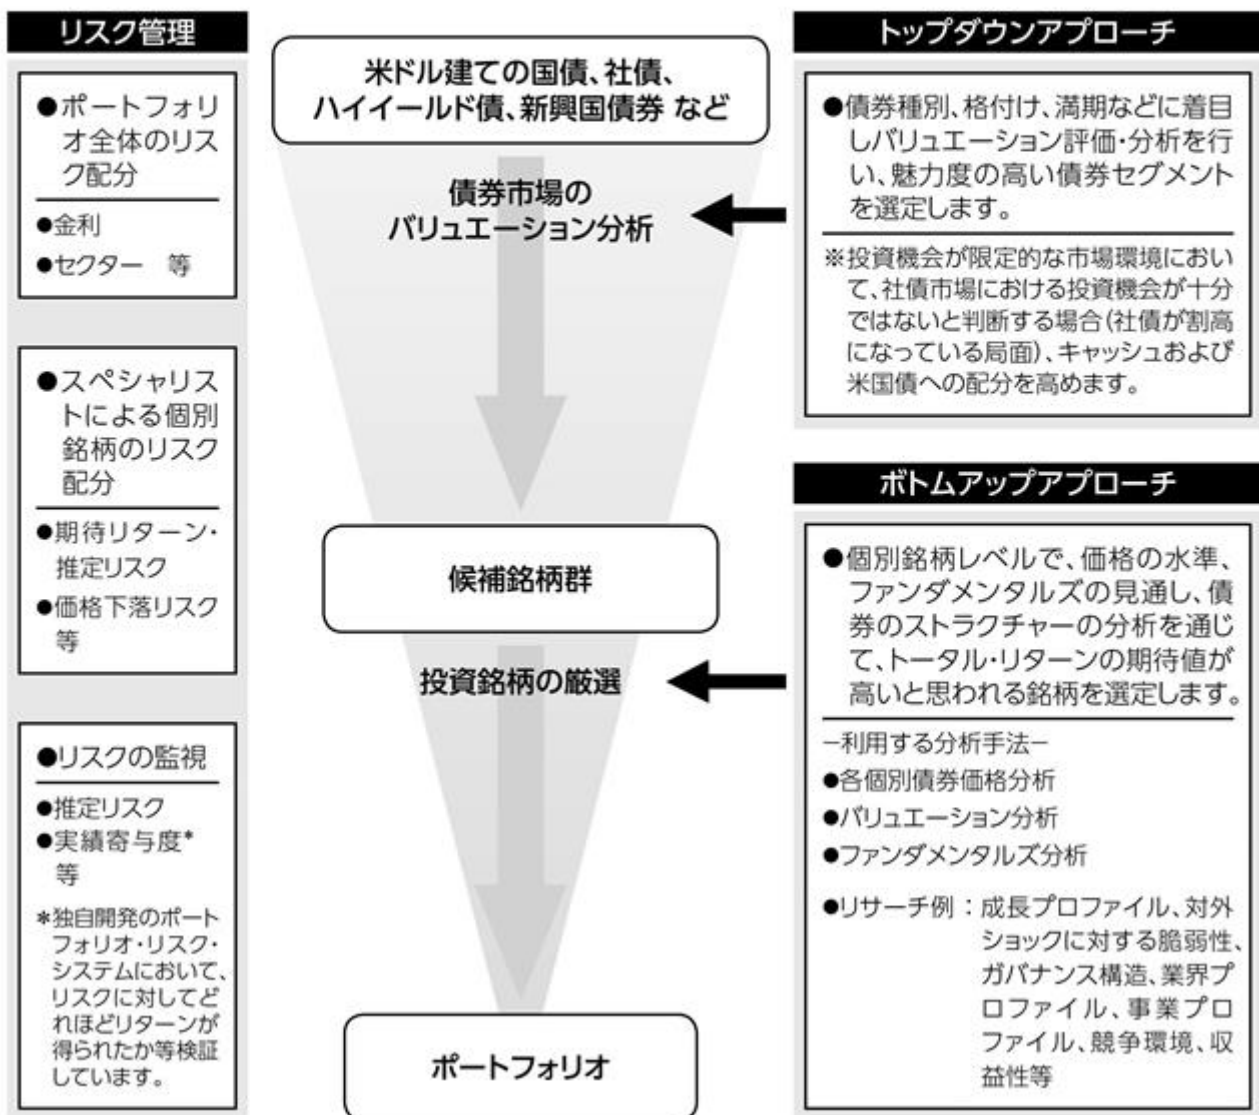 リスク管理
●ポートフォリ
オ全体のリス
ク配分
●金利
●セクター　等
●スペシャリス
トによる個別
銘柄のリスク
配分
●期待リターン・
推定リスク
●価格下落リスク
等
●リスクの監視
●推定リスク
●実績寄与度*
等
*独自開発のポート
フォリオ・リスク・
システムにおいて、
リスクに対してど
れほどリターンが
得られたか等検証
しています。
米ドル建ての国債、社債、
ハイイールド債、新興国債券 など
債券市場の
バリュエーション分析
候補銘柄群
投資銘柄の厳選
ポートフォリオ
トップダウンアプローチ
●債券種別、格付け、満期などに着目
しバリュエーション評価・分析を行
い、魅力度の高い債券セグメント
を選定します。
※投資機会が限定的な市場環境におい
て、社債市場における投資機会が十分
ではないと判断する場合(社債が割高
になっている局面)、キャッシュおよび
米国債への配分を高めます。
ボトムアップアプローチ
●個別銘柄レベルで、価格の水準、
ファンダメンタルズの見通し、債
券のストラクチャーの分析を通じ
て、トータル・リターンの期待値が
高いと思われる銘柄を選定します。
−利用する分析手法−
●各個別債券価格分析
●バリュエーション分析
●ファンダメンタルズ分析
●リサーチ例：成長プロファイル、対外
ショックに対する脆弱性、
ガバナンス構造、業界プ
ロファイル、事業プロ
ファイル、競争環境、収
益性等